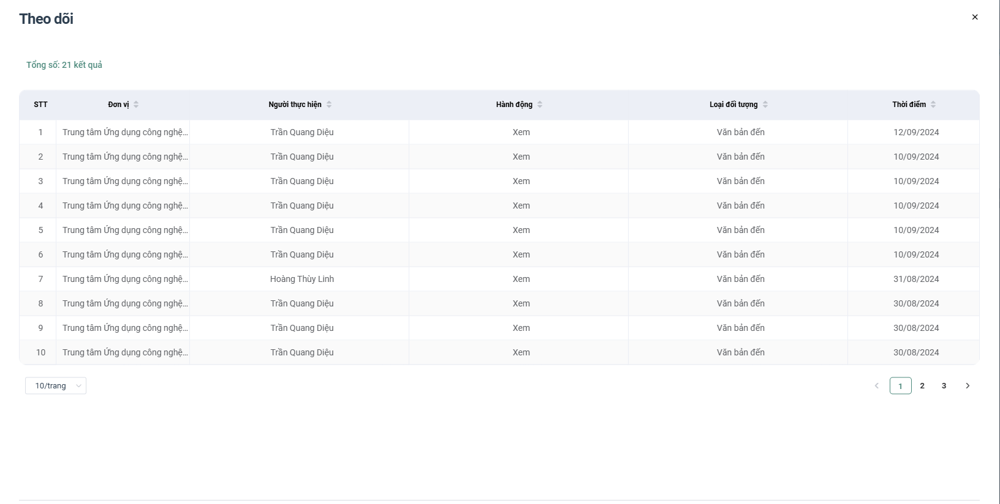 Theo dõi
×
Tổng số: 21 kết quả
STT Đơn vị Người thực hiện Hành động Loại đối tượng Thời điểm
1 Trung tâm Ứng dụng công nghệ... Trần Quang Diệu Xem Văn bản đến 12/09/2024
2 Trung tâm Ứng dụng công nghệ... Trần Quang Diệu Xem Văn bản đến 10/09/2024
3 Trung tâm Ứng dụng công nghệ... Trần Quang Diệu Xem Văn bản đến 10/09/2024
4 Trung tâm Ứng dụng công nghệ... Trần Quang Diệu Xem Văn bản đến 10/09/2024
5 Trung tâm Ứng dụng công nghệ... Trần Quang Diệu Xem Văn bản đến 10/09/2024
6 Trung tâm Ứng dụng công nghệ... Trần Quang Diệu Xem Văn bản đến 10/09/2024
7 Trung tâm Ứng dụng công nghệ... Hoàng Thùy Linh Xem Văn bản đến 31/08/2024
8 Trung tâm Ứng dụng công nghệ... Trần Quang Diệu Xem Văn bản đến 30/08/2024
9 Trung tâm Ứng dụng công nghệ... Trần Quang Diệu Xem Văn bản đến 30/08/2024
10 Trung tâm Ứng dụng công nghệ... Trần Quang Diệu Xem Văn bản đến 30/08/2024
10/trang 1 2 3